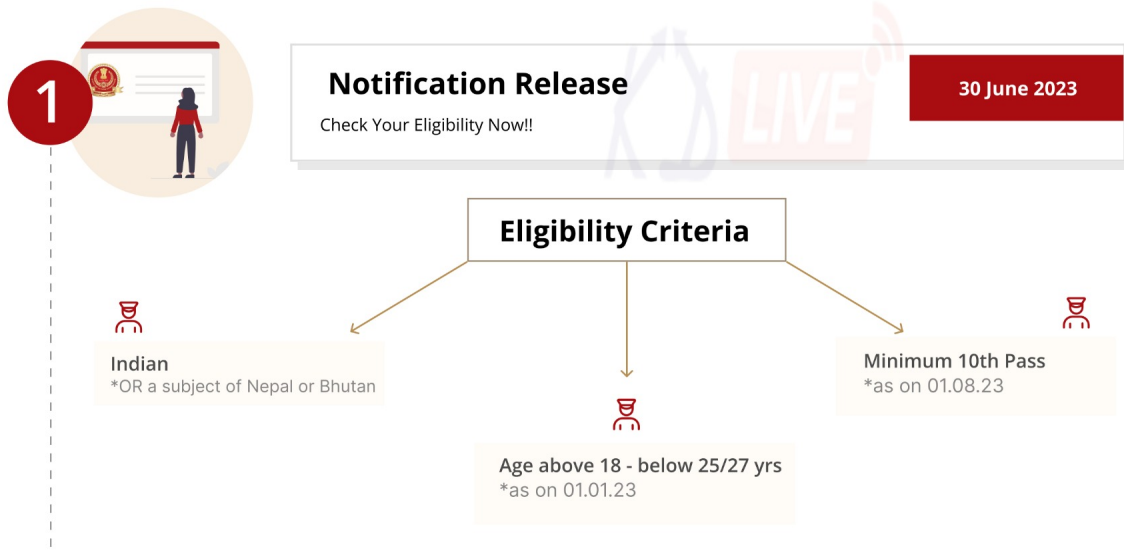 1
Notification Release
Check Your Eligibility Now!!
30 June 2023
LIVE
Eligibility Criteria
Indian
*OR a subject of Nepal or Bhutan
Minimum 10th Pass
*as on 01.08.23
Age above 18 - below 25/27 yrs
*as on 01.01.23